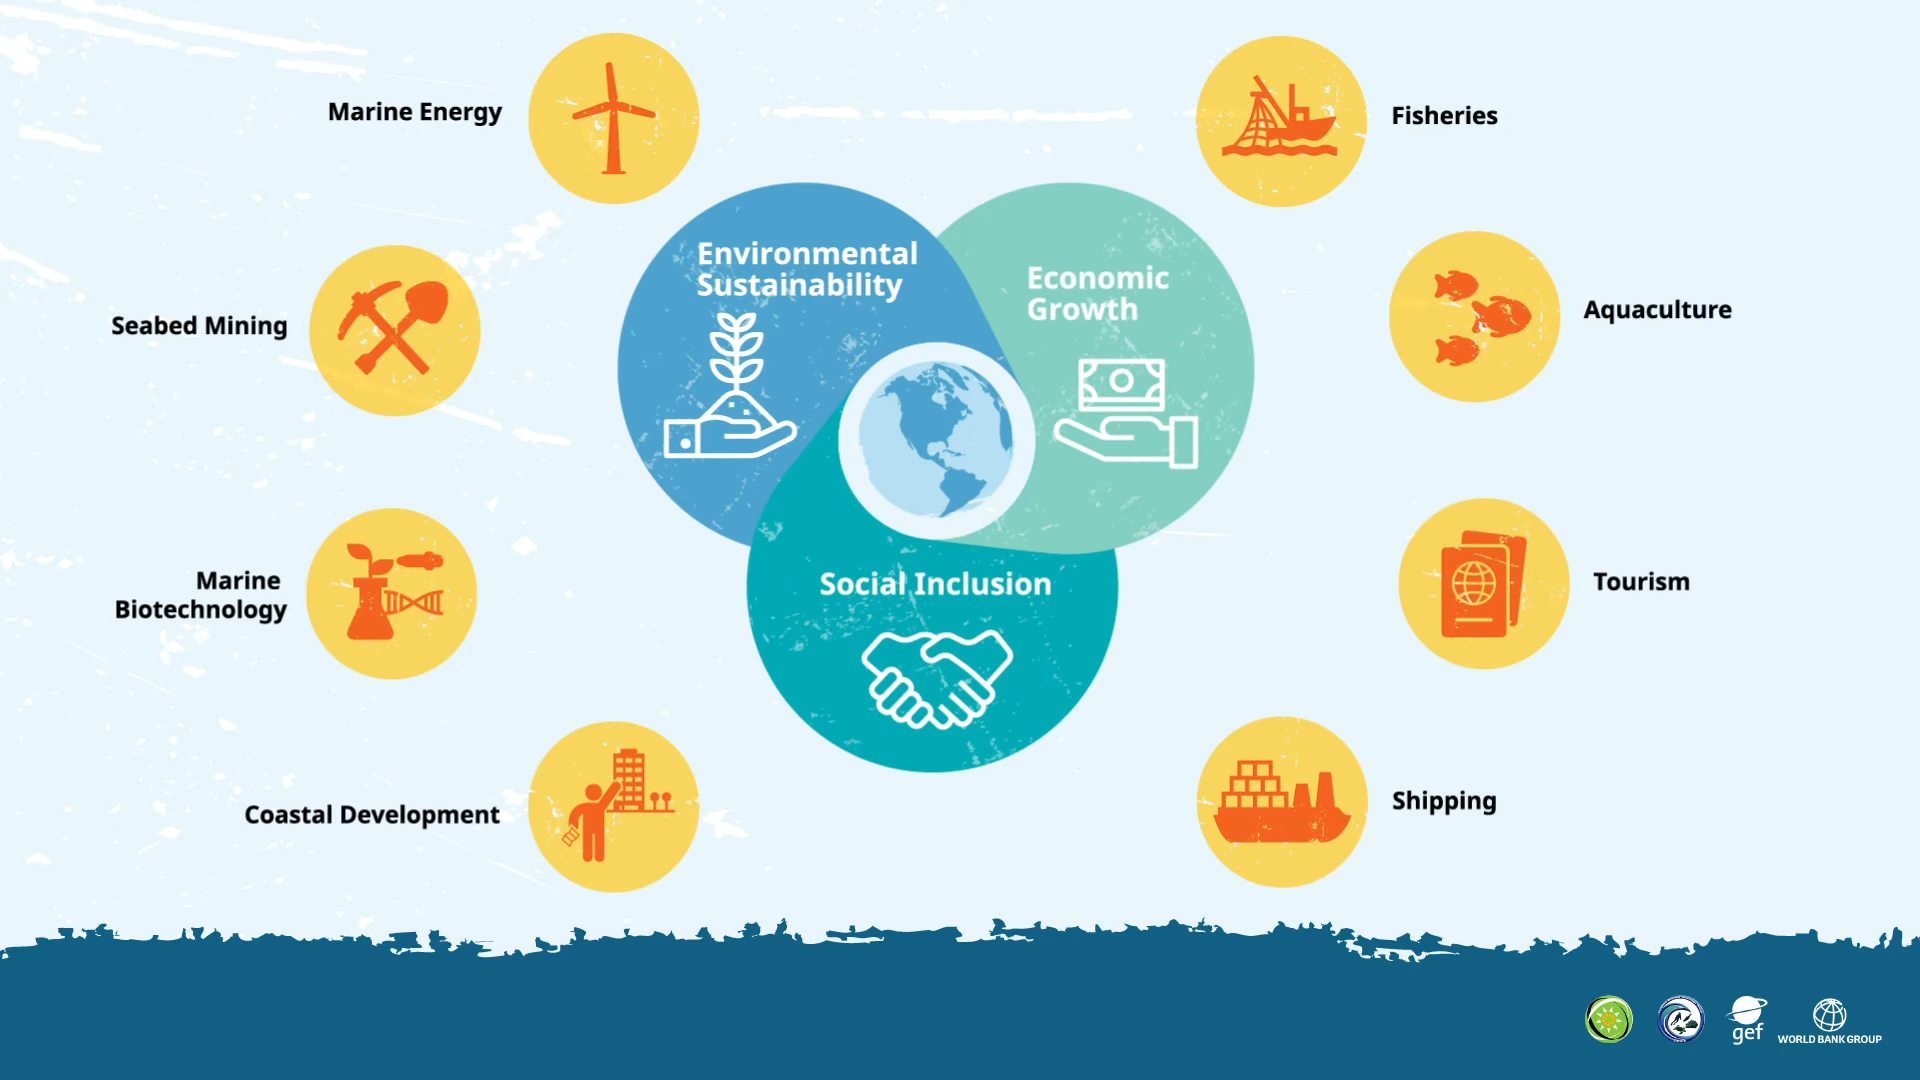 Marine Energy
Fisheries
Environmental
Sustainability
Economic
Growth
Seabed Mining
Aquaculture
Marine
Biotechnology
Social Inclusion
Tourism
Coastal Development
Shipping
gef
WORLD BANK GROUP